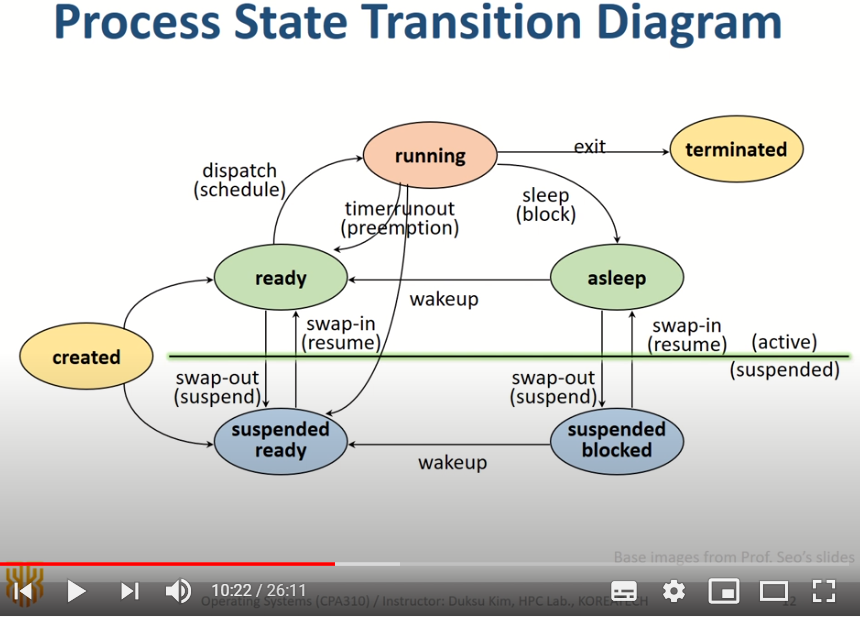 Process State Transition Diagram
running
exit
terminated
dispatch
(schedule)
timerrunout
(preemption)
sleep
(block)
ready
asleep
wakeup
created
swap-in
(resume)
swap-in
(resume)
(active)
(suspended)
swap-out
(suspend)
swap-out
(suspend)
suspended
ready
suspended
blocked
wakeup
Base images from Prof. Seo's slides
10:22 / 26:11
Operating Systems (CPA310) / Instructor: Duksu Kim, HPC Lab., KOREATECH
12